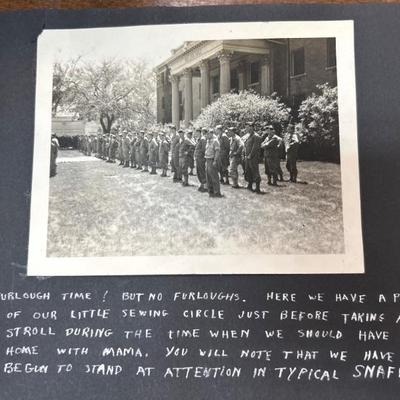 URLOUGH TIME! BUT NO FURLOUGHS. HERE WE HAVE A P
OF OUR LITTLE SEWING CIRCLE JUST BEFORE TAKING A
STROLL DURING THE TIME WHEN WE SHOULD HAVE
HOME WITH MAMA. YOU WILL NOTE THAT WE HAVE
BEGUN TO STAND AT ATTENTION IN TYPICAL SNAF